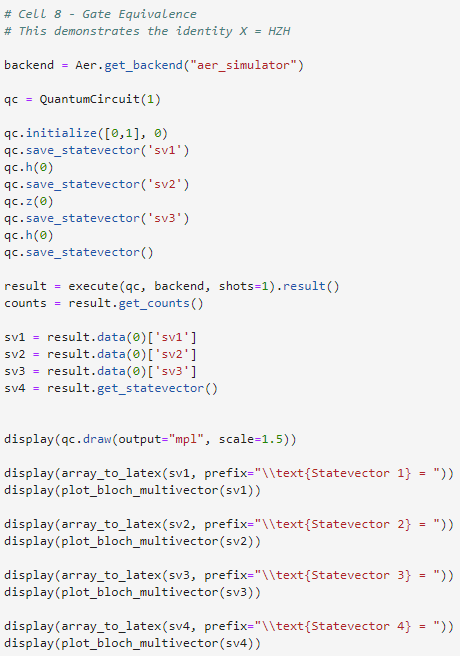 # Cell 8 - Gate Equivalence
# This demonstrates the identity X = HZH
backend = Aer.get_backend("aer_simulator")
qc = QuantumCircuit(1)
qc.initialize([0,1], 0)
qc.save_statevector('sv1')
qc.h(0)
qc.save_statevector('sv2')
qc.z(0)
qc.save_statevector('sv3')
qc.h(0)
qc.save_statevector()
result = execute(qc, backend, shots=1).result()
counts = result.get_counts()
sv1 = result.data(0)['sv1']
sv2 = result.data(0)['sv2']
sv3 = result.data(0)['sv3']
sv4 = result.get_statevector()
display(qc.draw(output="mpl", scale=1.5))
display(array_to_latex(sv1, prefix="\\text{Statevector 1} = "))
display(plot_bloch_multivector(sv1))
display(array_to_latex(sv2, prefix="\\text{Statevector 2} = "))
display(plot_bloch_multivector(sv2))
display(array_to_latex(sv3, prefix="\\text{Statevector 3} = "))
display(plot_bloch_multivector(sv3))
display(array_to_latex(sv4, prefix="\\text{Statevector 4} = "))
display(plot_bloch_multivector(sv4))